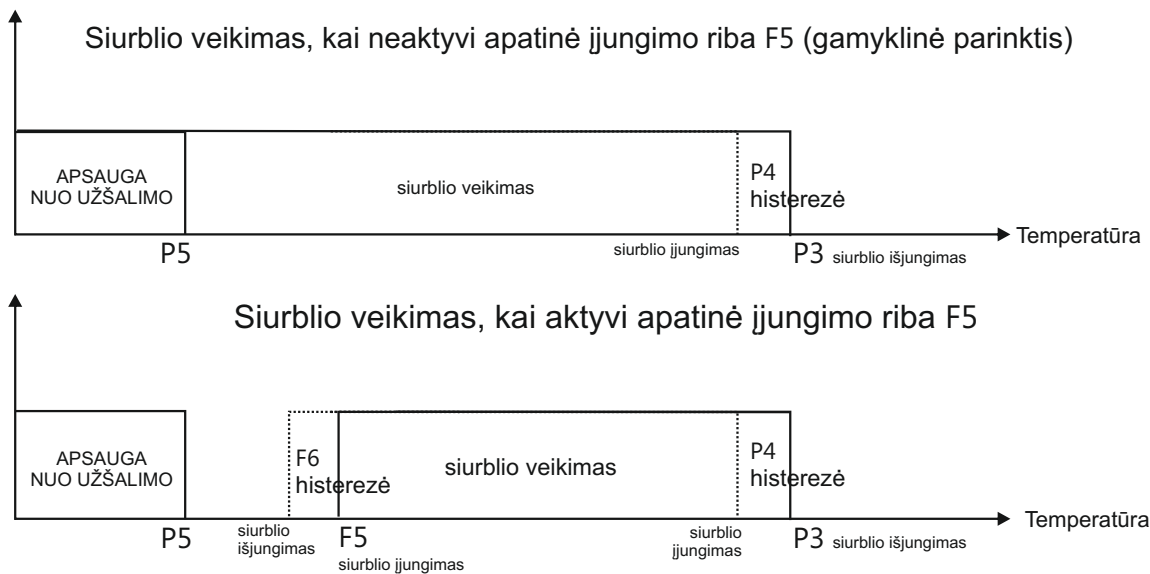 Siurblio veikimas, kai neaktyvi apatinė įjungimo riba F5 (gamyklinė parinktis)
APSAUGA
NUO UŽŠALIMO
siurblio veikimas
P4
histerezė
P5
siurblio įjungimas
P3 siurblio išjungimas
Temperatūra
Siurblio veikimas, kai aktyvi apatinė įjungimo riba F5
APSAUGA
NUO UŽŠALIMO
F6
histerezė
siurblio veikimas
P4
histerezė
P5
siurblio
išjungimas
F5
siurblio įjungimas
siurblio
įjungimas
P3 siurblio išjungimas
Temperatūra